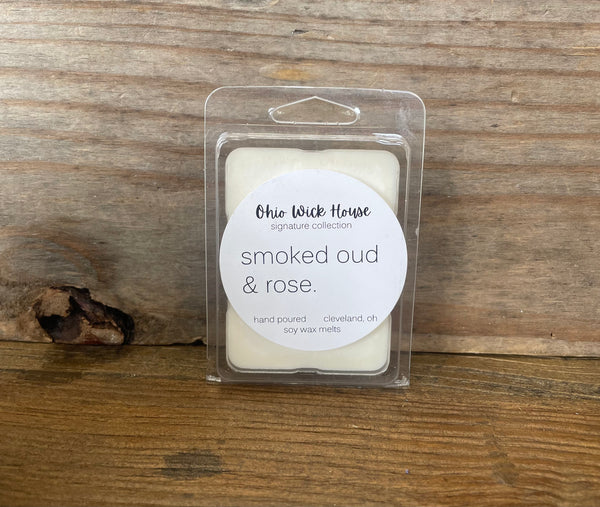 Ohio Wick House
signature collection
smoked oud
& rose.
hand poured cleveland, oh
soy wax melts